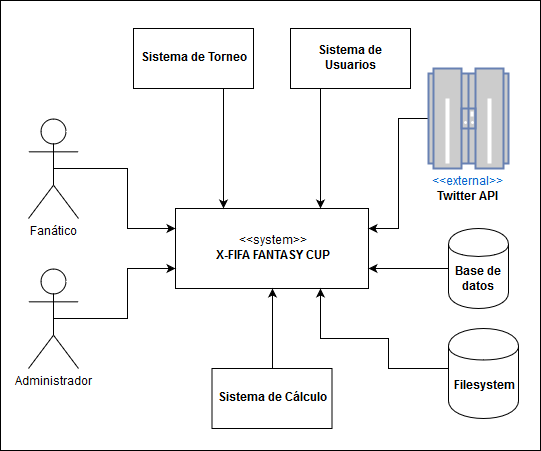 Sistema de Torneo
Sistema de
Usuarios
<<external>>
Twitter API
Fanático
<<system>>
X-FIFA FANTASY CUP
Base de
datos
Administrador
Sistema de Cálculo
Filesystem